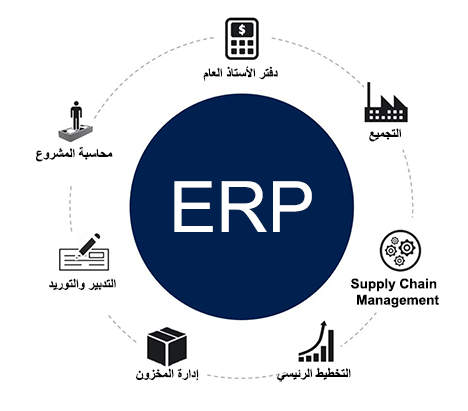 دفتر الأستاذ العام
التجميع
محاسبة المشروع
ERP
التدبير والتوريد
Supply Chain
Management
إدارة المخزون
التخطيط الرئيسي
$